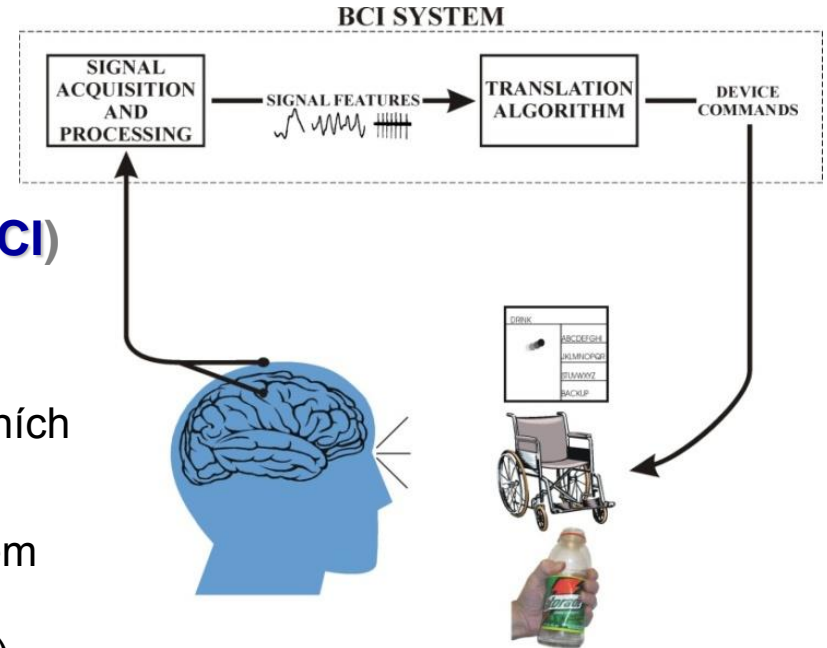 BCI SYSTEM
SIGNAL
ACQUISITION
AND
PROCESSING
SIGNAL FEATURES
TRANSLATION
ALGORITHM
DEVICE
COMMANDS
CI)
DRINK
ABCDEFGHI
JKLMNOPQR
STUVWXYZ
BACKUP
ních
m
)